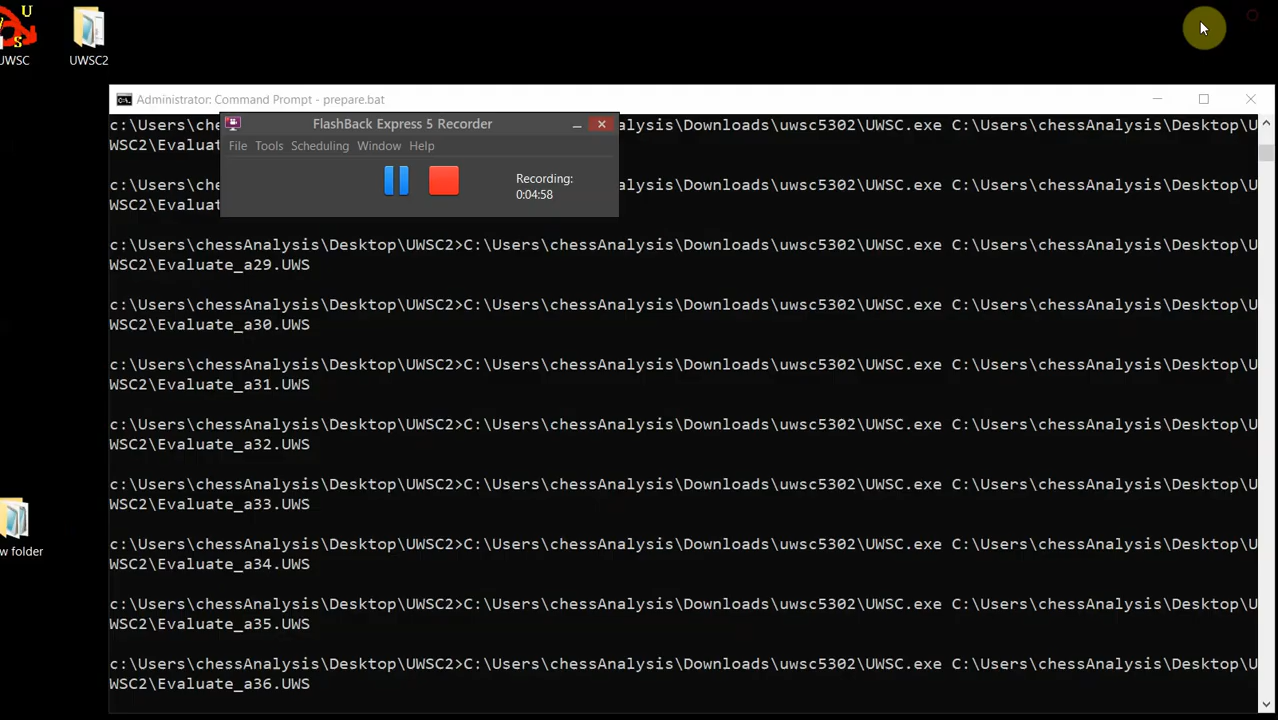 U
S
UWSC
UWSC2
Administrator: Command Prompt - prepare.bat
FlashBack Express 5 Recorder
File Tools Scheduling Window Help
Recording:
0:04:58
c:\Users\che
alysis\Downloads\uwsc5302\UWSC.exe C:\Users\chessAnalysis\Desktop\U
WSC2\Evaluat
c:\Users\che
alysis\Downloads\uwsc5302\UWSC.exe C:\Users\chessAnalysis\Desktop\U
WSC2\Evaluat
c:\Users\chessAnalysis\Desktop\UWSC2>C:\Users\chessAnalysis\Downloads\uwsc5302\UWSC.exe C:\Users\chessAnalysis\Desktop\U
WSC2\Evaluate_a29.UWS
c:\Users\chessAnalysis\Desktop\UWSC2>C:\Users\chessAnalysis\Downloads\uwsc5302\UWSC.exe C:\Users\chessAnalysis\Desktop\U
WSC2\Evaluate_a30.UWS
c:\Users\chessAnalysis\Desktop\UWSC2>C:\Users\chessAnalysis\Downloads\uwsc5302\UWSC.exe C:\Users\chessAnalysis\Desktop\U
WSC2\Evaluate_a31.UWS
c:\Users\chessAnalysis\Desktop\UWSC2>C:\Users\chessAnalysis\Downloads\uwsc5302\UWSC.exe C:\Users\chessAnalysis\Desktop\U
WSC2\Evaluate_a32.UWS
c:\Users\chessAnalysis\Desktop\UWSC2>C:\Users\chessAnalysis\Downloads\uwsc5302\UWSC.exe C:\Users\chessAnalysis\Desktop\U
WSC2\Evaluate_a33.UWS
w folder
c:\Users\chessAnalysis\Desktop\UWSC2>C:\Users\chessAnalysis\Downloads\uwsc5302\UWSC.exe C:\Users\chessAnalysis\Desktop\U
WSC2\Evaluate_a34.UWS
c:\Users\chessAnalysis\Desktop\UWSC2>C:\Users\chessAnalysis\Downloads\uwsc5302\UWSC.exe C:\Users\chessAnalysis\Desktop\U
WSC2\Evaluate_a35.UWS
c:\Users\chessAnalysis\Desktop\UWSC2>C:\Users\chessAnalysis\Downloads\uwsc5302\UWSC.exe C:\Users\chessAnalysis\Desktop\U
WSC2\Evaluate_a36.UWS